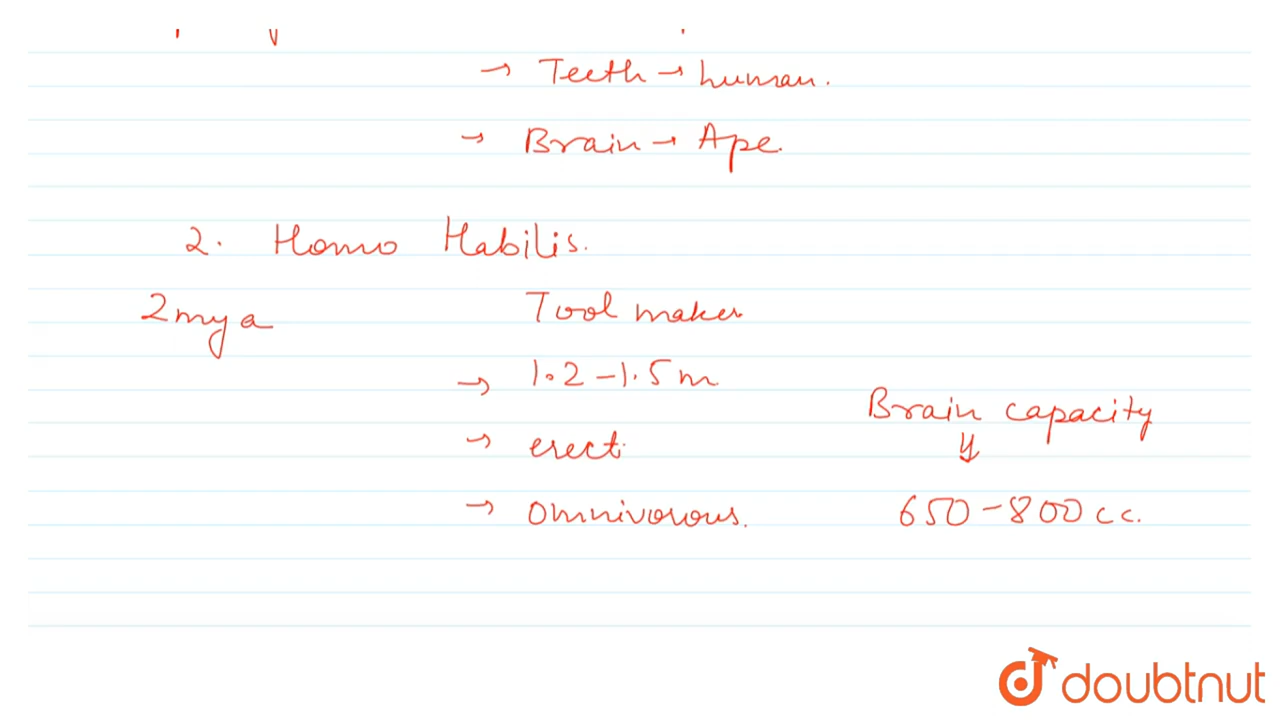 → Teeth → human.
→ Brain → Ape.
2. Homo Habilis.
2mya Tool maker
→ 1.2 - 1.5 m
Brain capacity
→ erect.
→ Omnivorous. 650 - 800 cc.
doubtnut